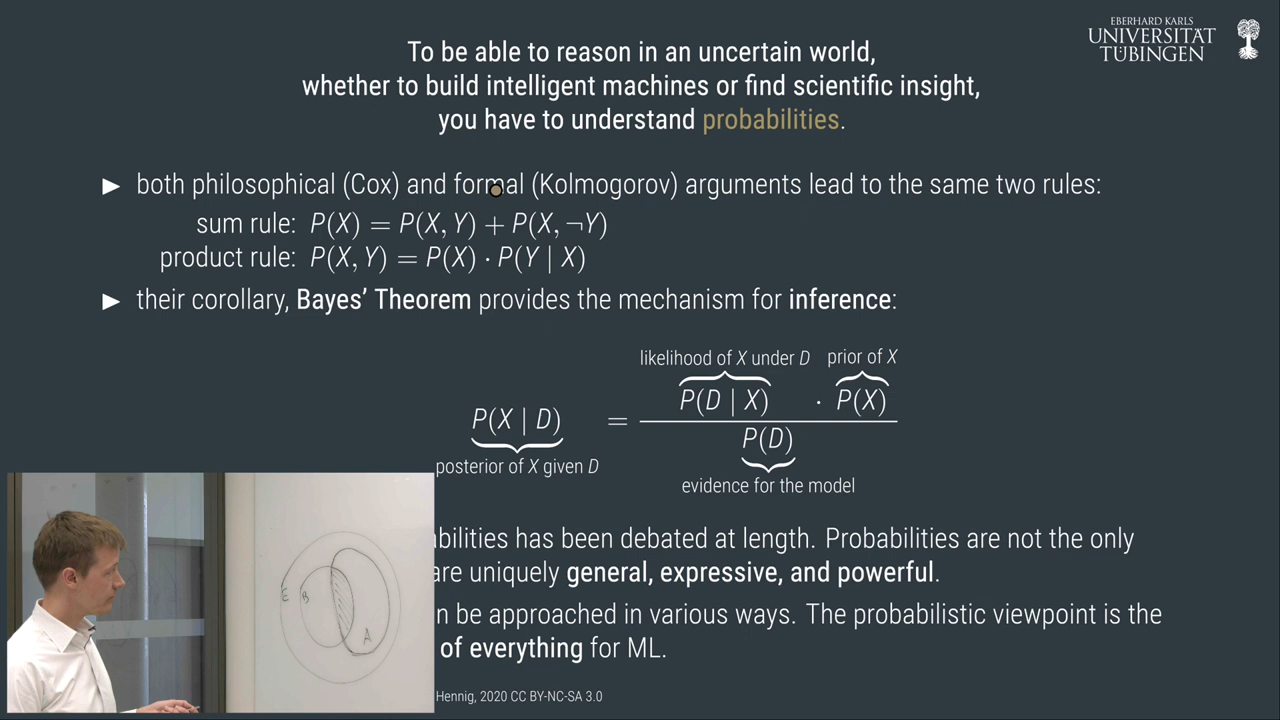 EBERHARD KARLS
UNIVERSITÄT
TÜBINGEN
To be able to reason in an uncertain world,
whether to build intelligent machines or find scientific insight,
you have to understand probabilities.
► both philosophical (Cox) and formal (Kolmogorov) arguments lead to the same two rules:
sum rule: P(X) = P(X, Y) + P(X, ¬Y)
product rule: P(X, Y) = P(X) · P(Y | X)
► their corollary, Bayes' Theorem provides the mechanism for inference:
likelihood of X under D prior of X
P(D | X) · P(X)
P(X | D) =
P(D)
posterior of X given D
evidence for the model
has been debated at length. Probabilities are not the only
are uniquely general, expressive, and powerful.
be approached in various ways. The probabilistic viewpoint is the
of everything for ML.
Hennig, 2020 CC BY-NC-SA 3.0
E B
A